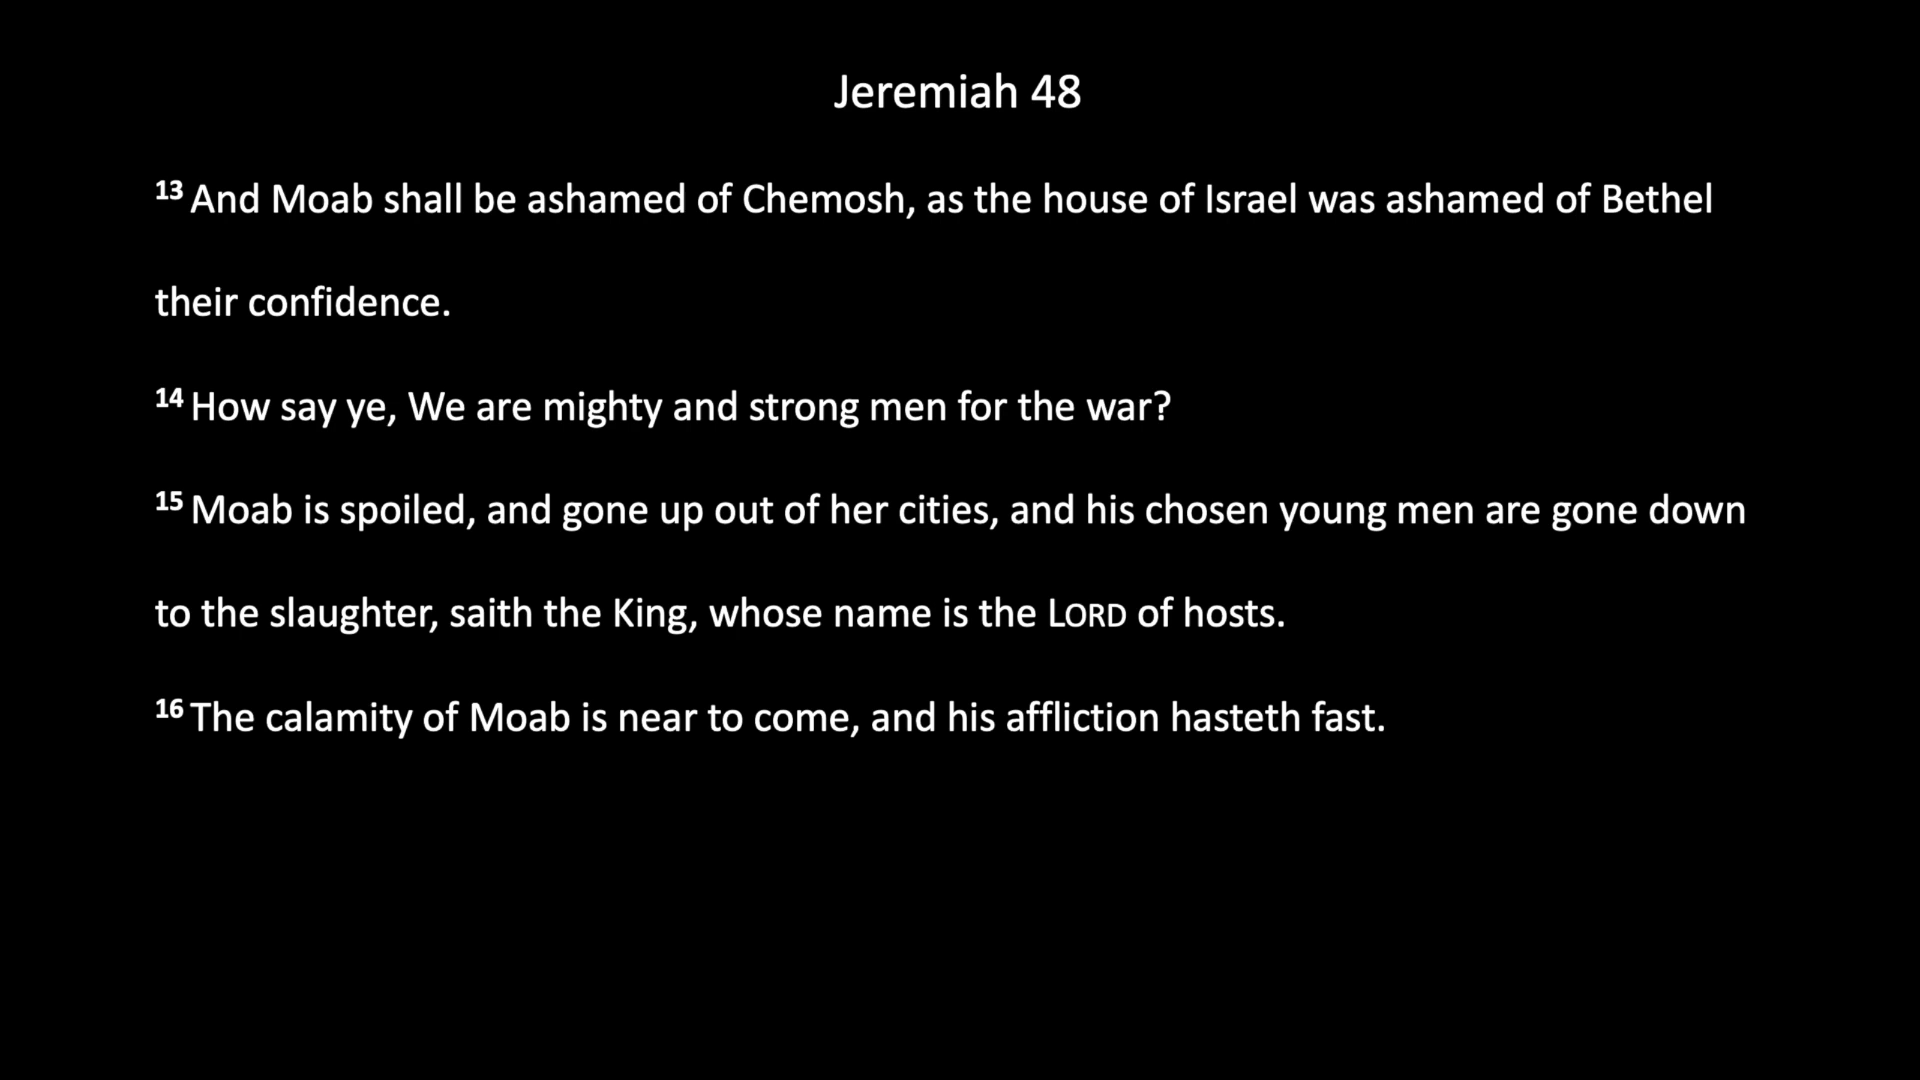 Jeremiah 48
13 And Moab shall be ashamed of Chemosh, as the house of Israel was ashamed of Bethel
their confidence.
14 How say ye, We are mighty and strong men for the war?
15 Moab is spoiled, and gone up out of her cities, and his chosen young men are gone down
to the slaughter, saith the King, whose name is the LORD of hosts.
16 The calamity of Moab is near to come, and his affliction hasteth fast.